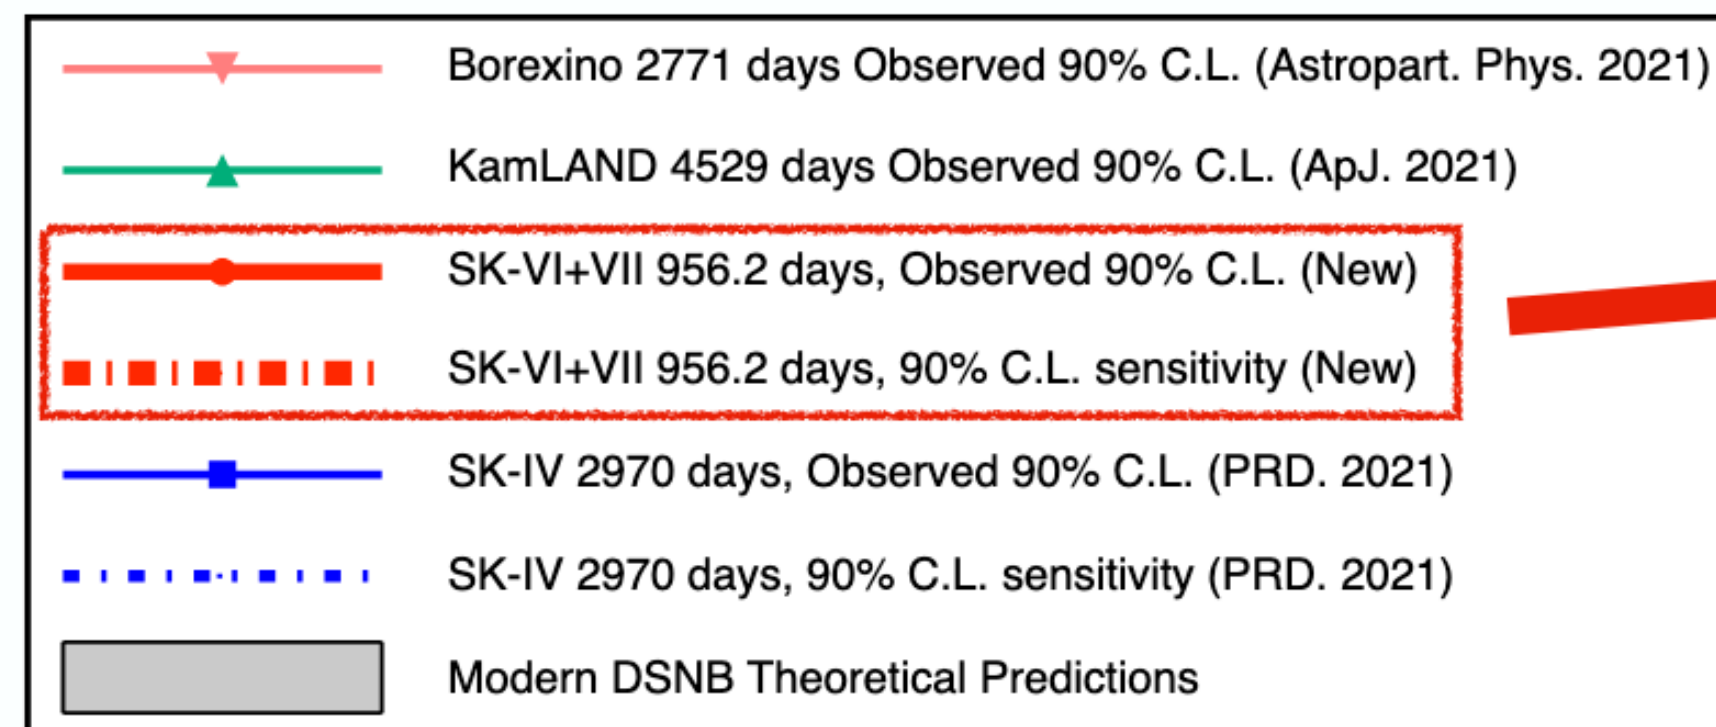 Borexino 2771 days Observed 90% C.L. (Astropart. Phys. 2021)
KamLAND 4529 days Observed 90% C.L. (ApJ. 2021)
SK-VI+VII 956.2 days, Observed 90% C.L. (New)
SK-VI+VII 956.2 days, 90% C.L. sensitivity (New)
SK-IV 2970 days, Observed 90% C.L. (PRD. 2021)
SK-IV 2970 days, 90% C.L. sensitivity (PRD. 2021)
Modern DSNB Theoretical Predictions